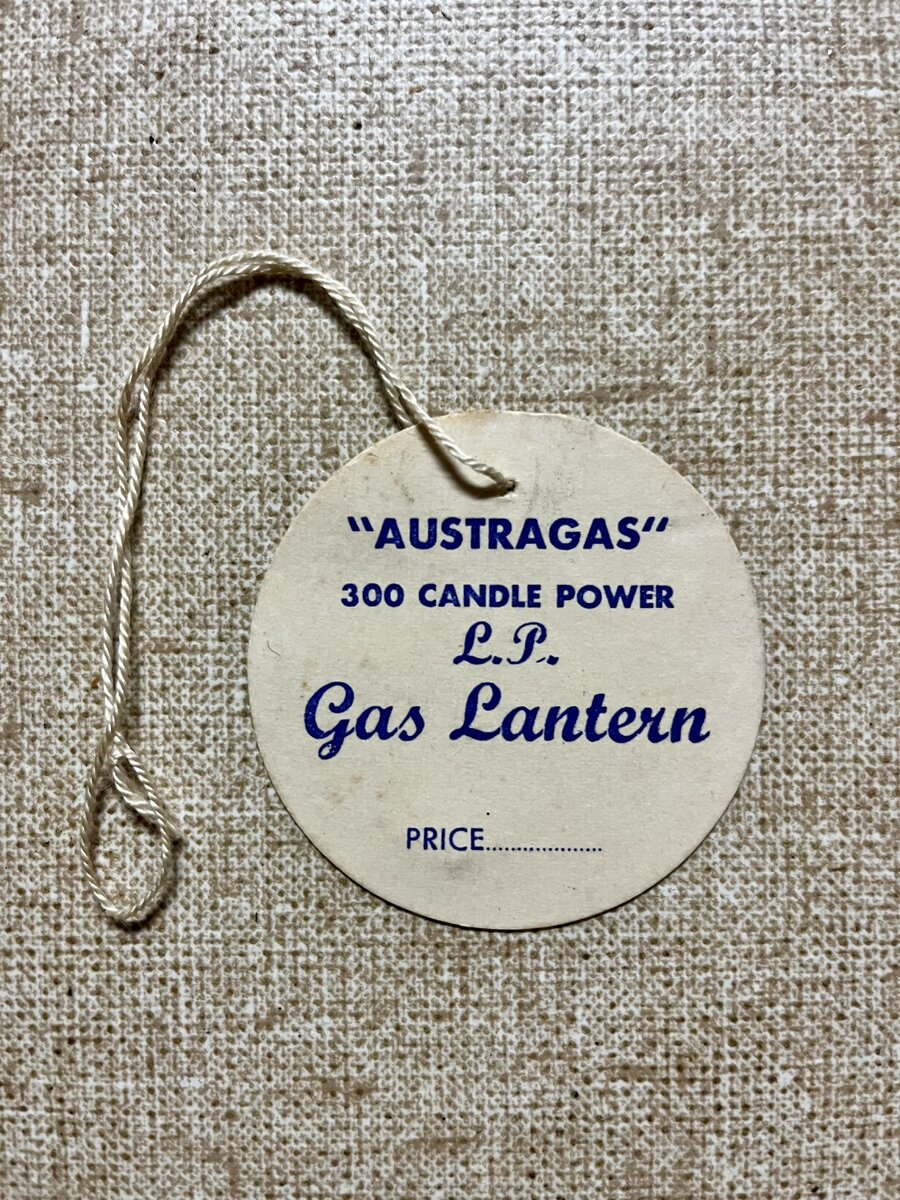 "AUSTRAGAS"
300 CANDLE POWER
L.P.
Gas Lantern
PRICE...................